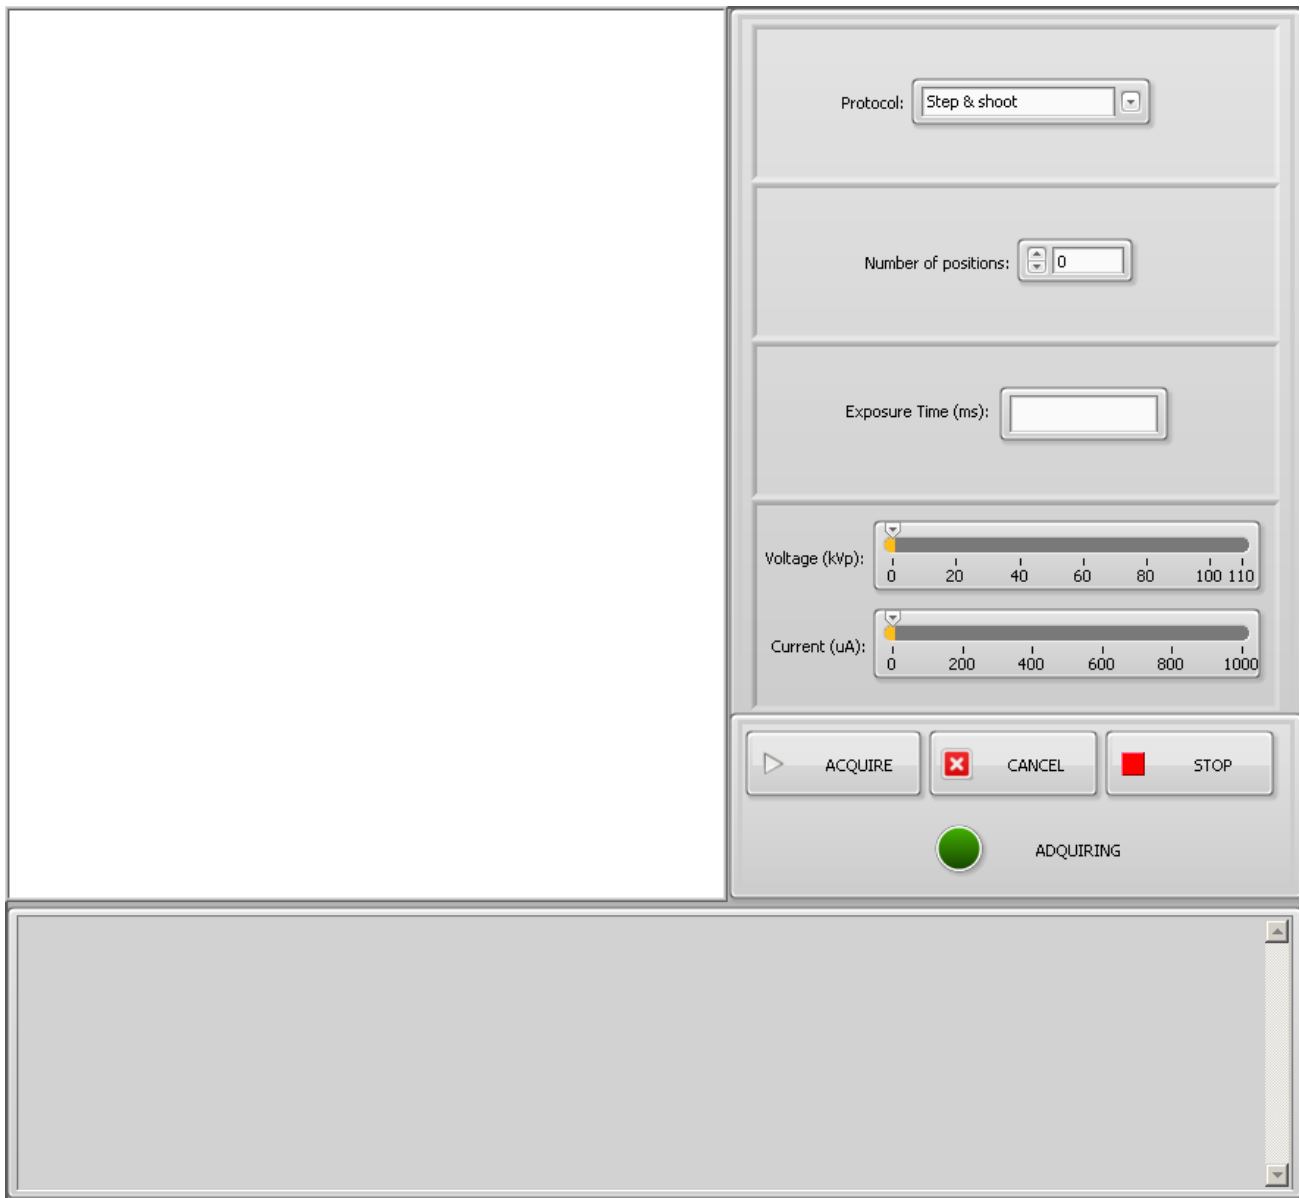 Protocol: Step & shoot
Number of positions: 0
Exposure Time (ms):
Voltage (kVp):
0 20 40 60 80 100 110
Current (uA):
0 200 400 600 800 1000
ACQUIRE CANCEL STOP
ADQUIRING